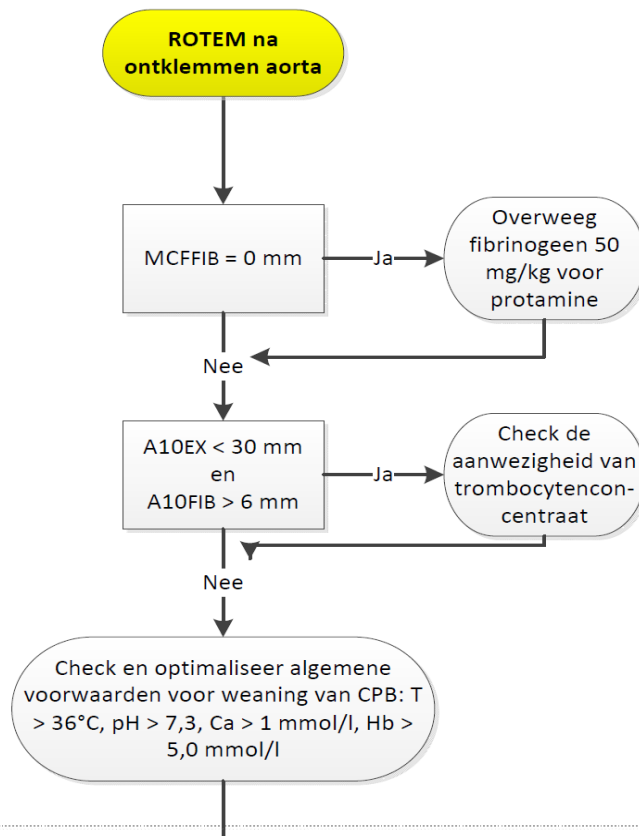 ROTEM na
ontklemmen aorta
MCFFIB = 0 mm
Ja
Overweeg
fibrinogeen 50
mg/kg voor
protamine
Nee
A10EX < 30 mm
en
A10FIB > 6 mm
Ja
Check de
aanwezigheid van
trombocytencon-
centraat
Nee
Check en optimaliseer algemene
voorwaarden voor weaning van CPB: T
> 36°C, pH > 7,3, Ca > 1 mmol/l, Hb >
5,0 mmol/l